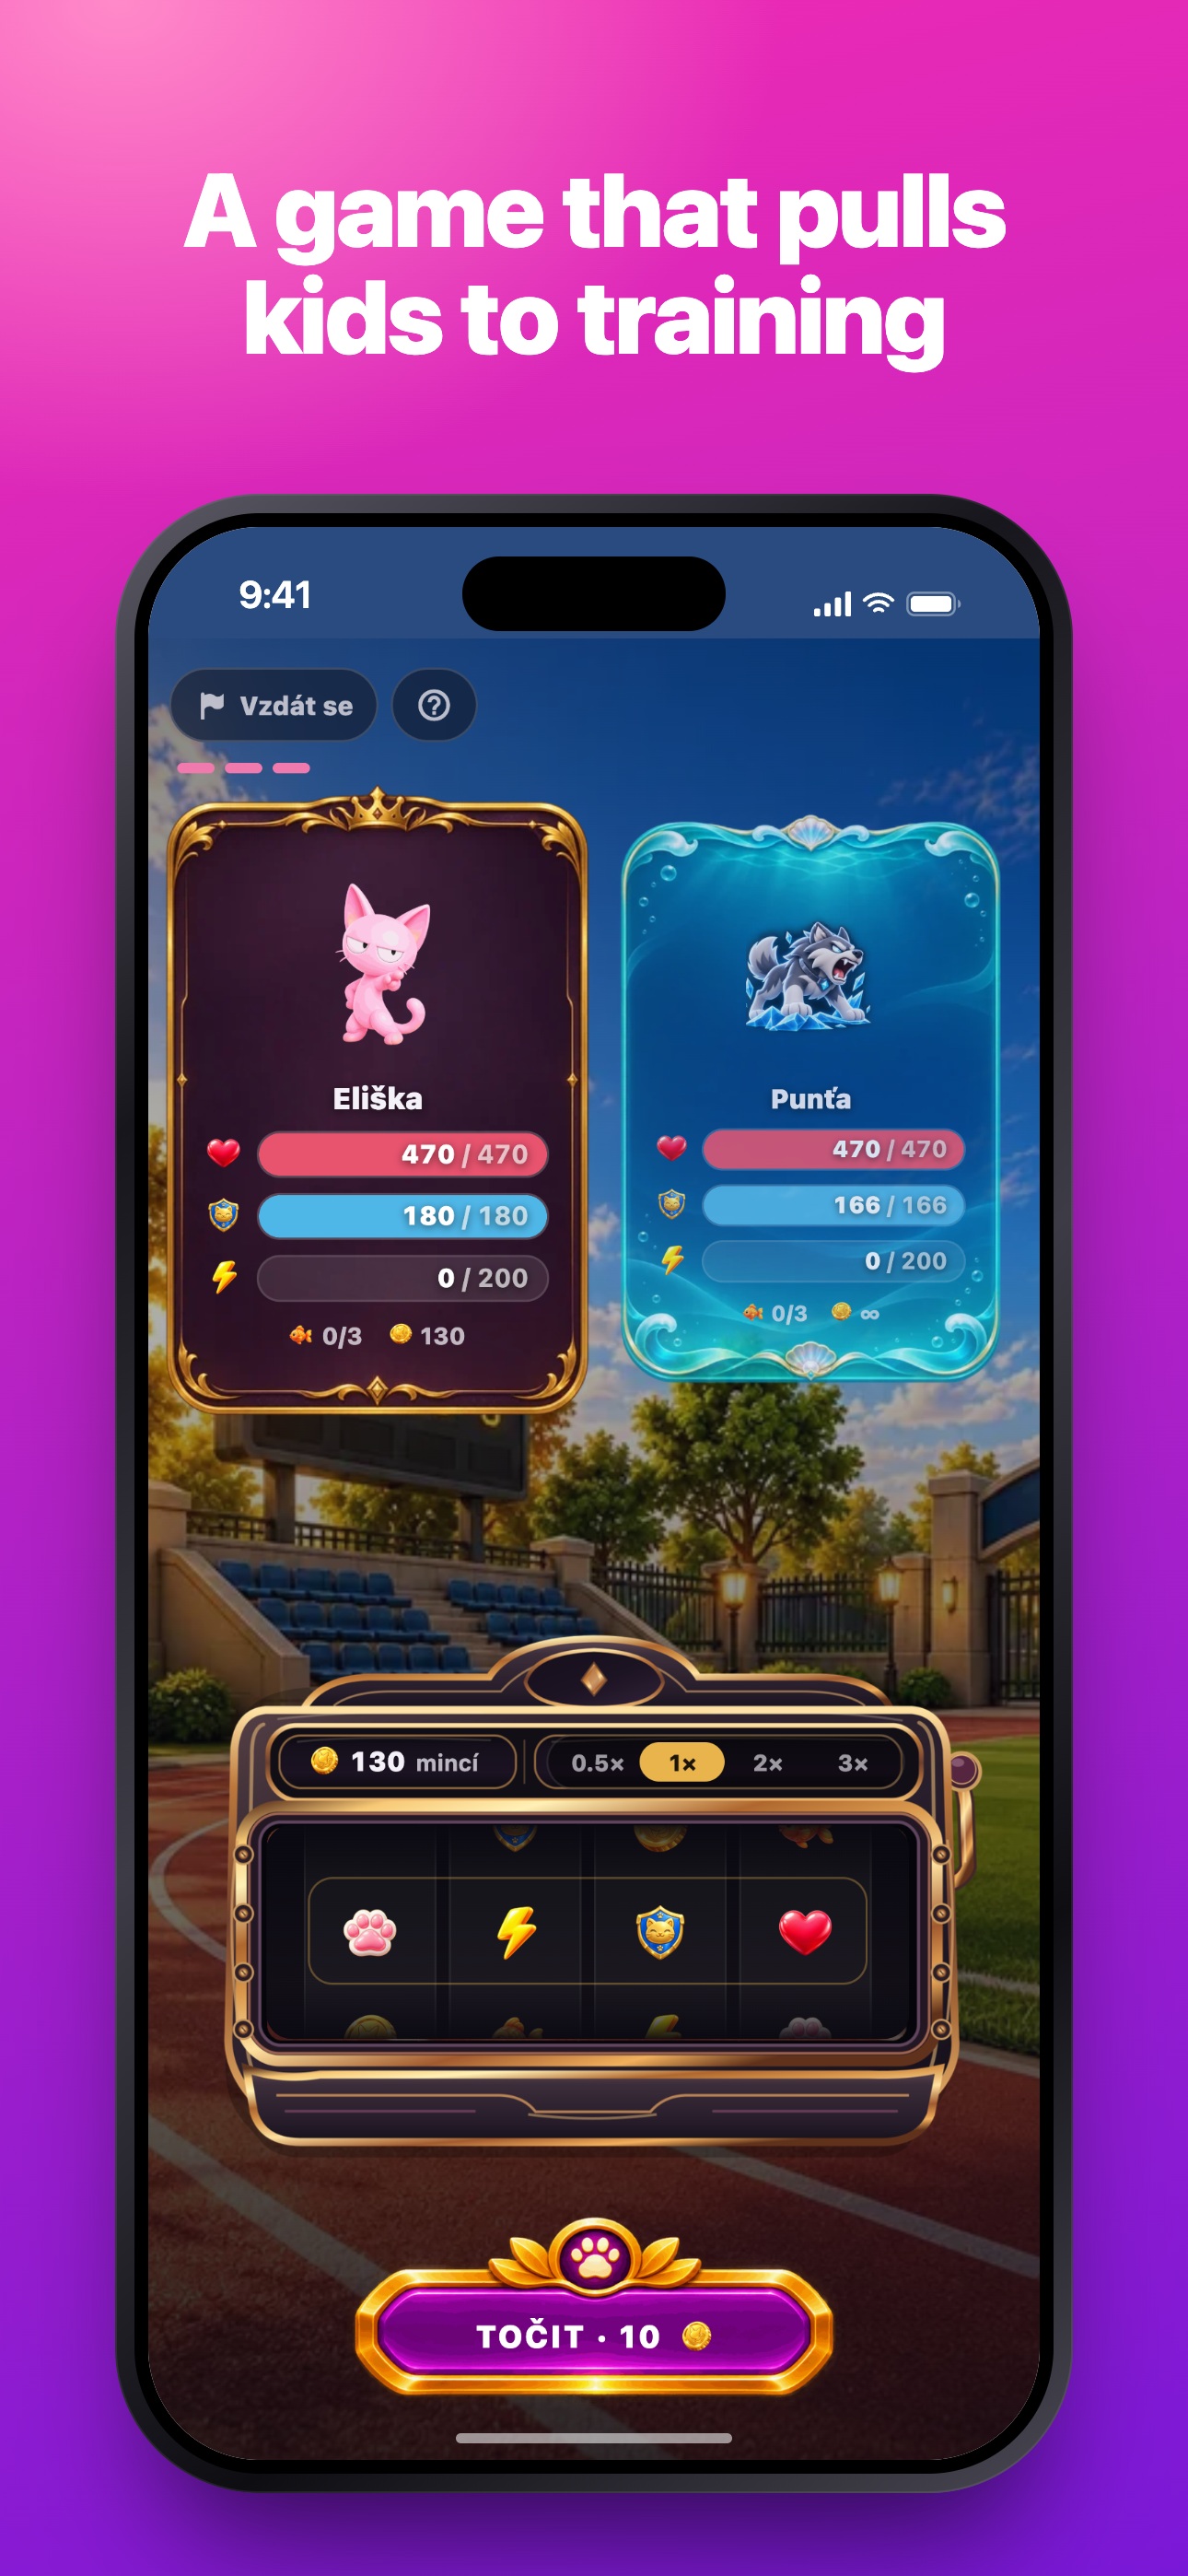 A game that pulls
kids to training
9:41
Vzdát se
Eliška
470 / 470
180 / 180
0 / 200
0/3 130
Punťa
470 / 470
166 / 166
0 / 200
0/3 ∞
130 mincí 0.5× 1× 2× 3×
TOČIT · 10